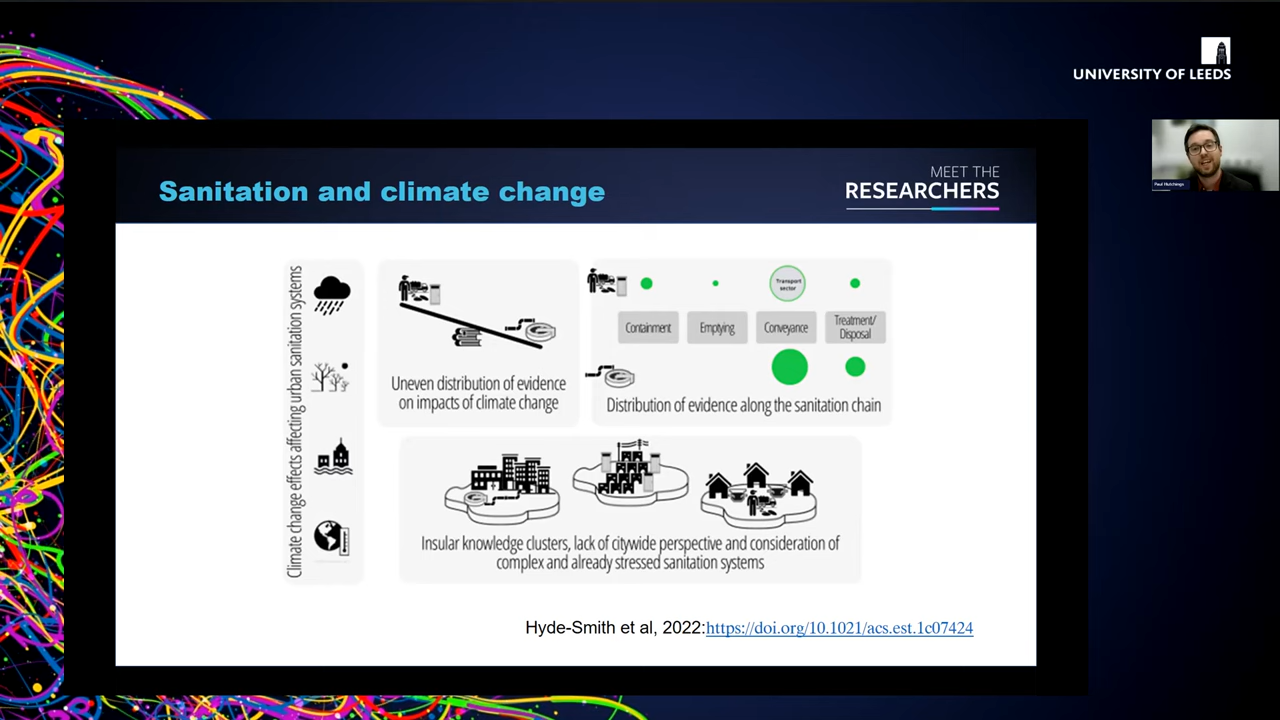 UNIVERSITY OF LEEDS
Paul Hutchings
Sanitation and climate change
MEET THE
RESEARCHERS
Climate change effects affecting urban sanitation systems
Uneven distribution of evidence
on impacts of climate change
Transport
sector
Containment
Emptying
Conveyance
Treatment/
Disposal
Distribution of evidence along the sanitation chain
Insular knowledge clusters, lack of citywide perspective and consideration of
complex and already stressed sanitation systems
Hyde-Smith et al, 2022:https://doi.org/10.1021/acs.est.1c07424